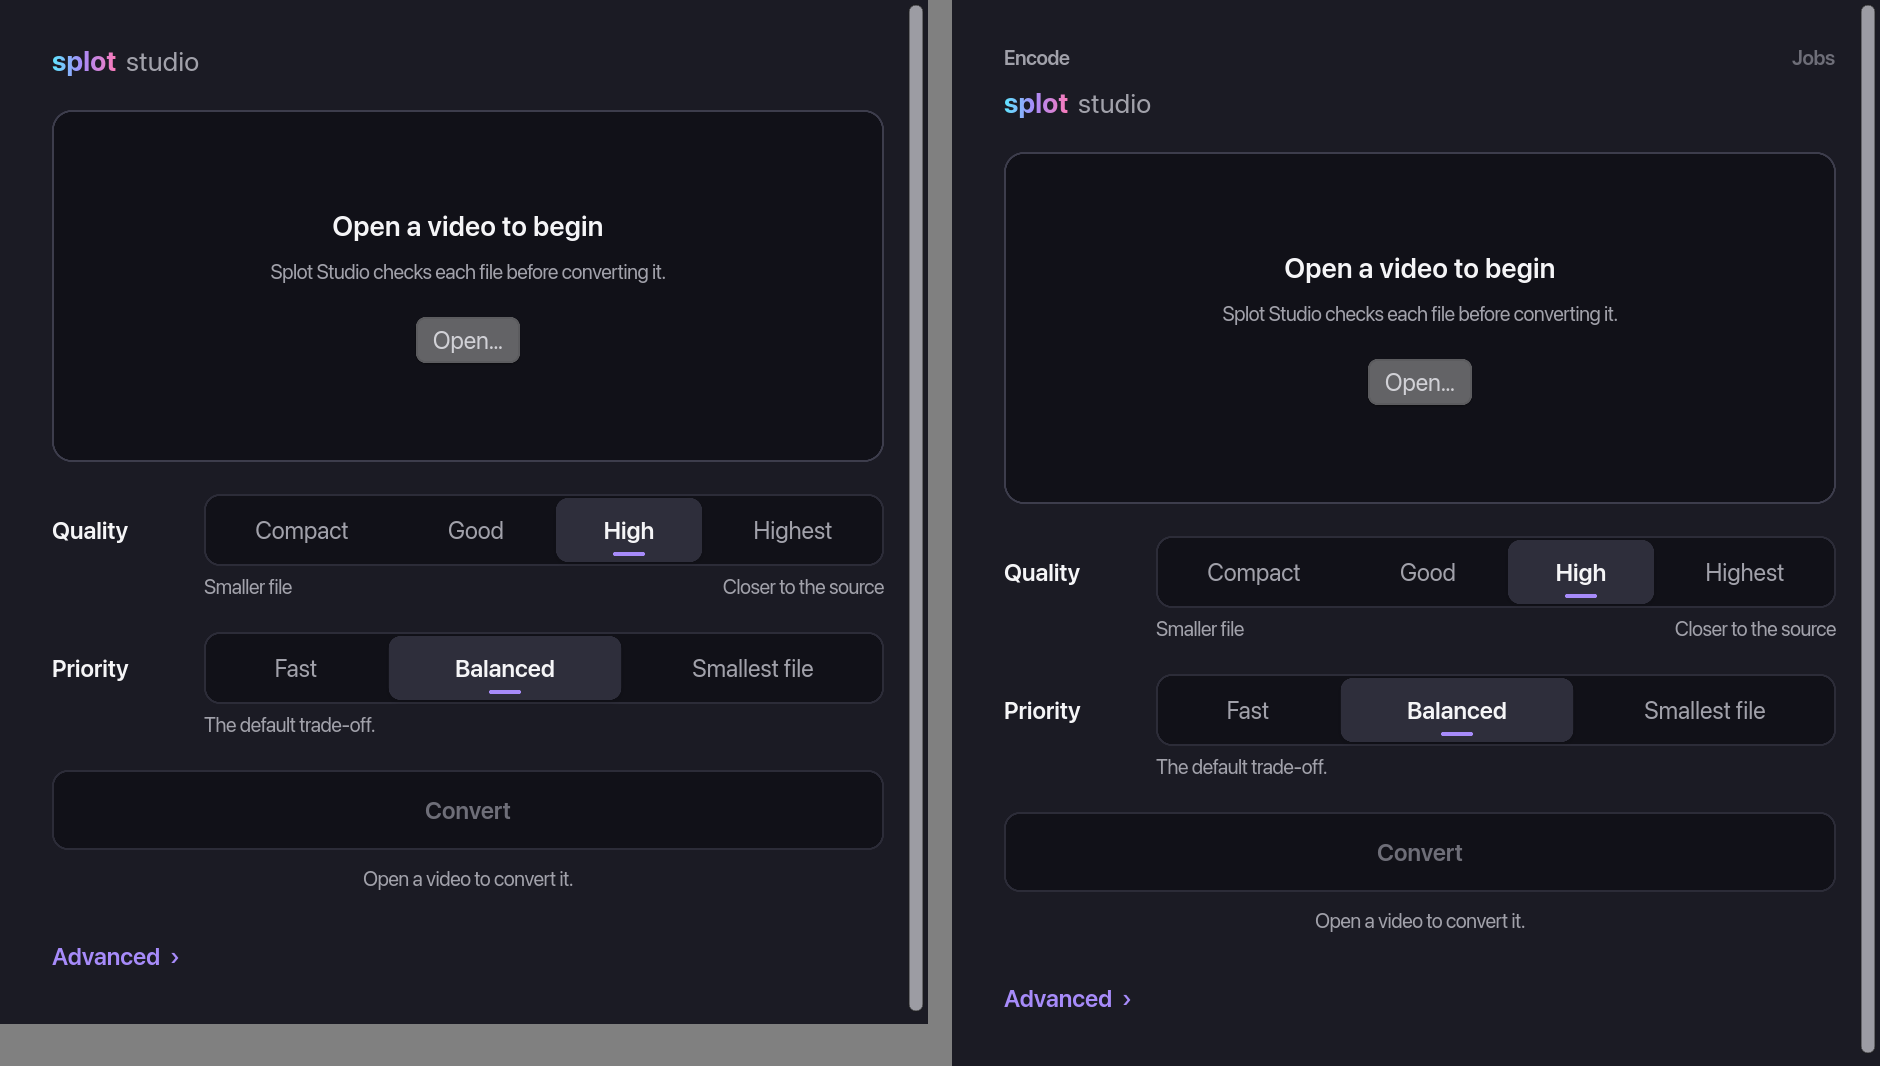 splot studio
Open a video to begin
Splot Studio checks each file before converting it.
Open...
Quality
Compact Good High Highest
Smaller file Closer to the source
Priority
Fast Balanced Smallest file
The default trade-off.
Convert
Open a video to convert it.
Advanced ›
Encode Jobs
splot studio
Open a video to begin
Splot Studio checks each file before converting it.
Open...
Quality
Compact Good High Highest
Smaller file Closer to the source
Priority
Fast Balanced Smallest file
The default trade-off.
Convert
Open a video to convert it.
Advanced ›